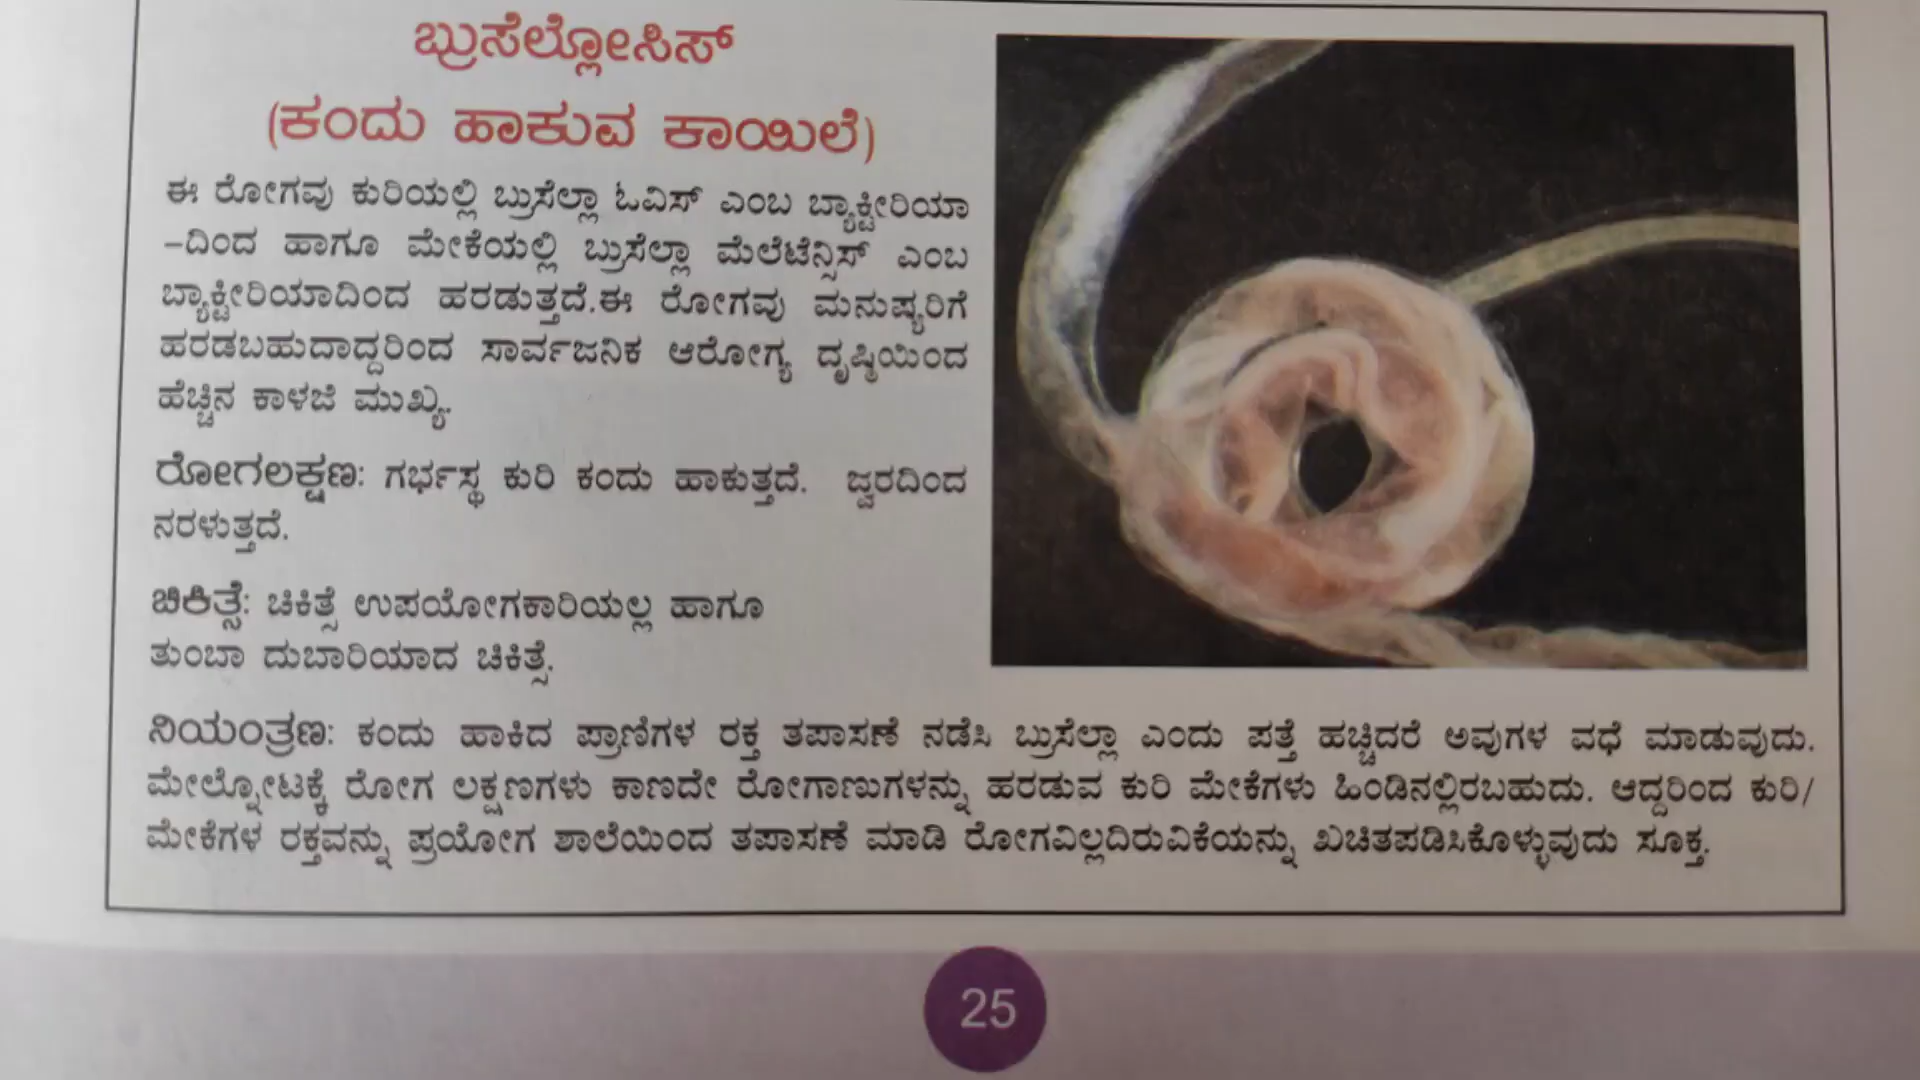 ಬ್ರುಸೆಲ್ಲೋಸಿಸ್
(ಕಂದು ಹಾಕುವ ಕಾಯಿಲೆ)
ಈ ರೋಗವು ಕುರಿಯಲ್ಲಿ ಬ್ರುಸೆಲ್ಲಾ ಓವಿಸ್ ಎಂಬ ಬ್ಯಾಕ್ಟೀರಿಯಾ
–ದಿಂದ ಹಾಗೂ ಮೇಕೆಯಲ್ಲಿ ಬ್ರುಸೆಲ್ಲಾ ಮೆಲೆಟೆನ್ಸಿಸ್ ಎಂಬ
ಬ್ಯಾಕ್ಟೀರಿಯಾದಿಂದ ಹರಡುತ್ತದೆ.ಈ ರೋಗವು ಮನುಷ್ಯರಿಗೆ
ಹರಡಬಹುದಾದ್ದರಿಂದ ಸಾರ್ವಜನಿಕ ಆರೋಗ್ಯ ದೃಷ್ಠಿಯಿಂದ
ಹೆಚ್ಚಿನ ಕಾಳಜಿ ಮುಖ್ಯ.
ರೋಗಲಕ್ಷಣ: ಗರ್ಭಸ್ಥ ಕುರಿ ಕಂದು ಹಾಕುತ್ತದೆ. ಜ್ವರದಿಂದ
ನರಳುತ್ತದೆ.
ಚಿಕಿತ್ಸೆ: ಚಿಕಿತ್ಸೆ ಉಪಯೋಗಕಾರಿಯಲ್ಲ ಹಾಗೂ
ತುಂಬಾ ದುಬಾರಿಯಾದ ಚಿಕಿತ್ಸೆ.
ನಿಯಂತ್ರಣ: ಕಂದು ಹಾಕಿದ ಪ್ರಾಣಿಗಳ ರಕ್ತ ತಪಾಸಣೆ ನಡೆಸಿ ಬ್ರುಸೆಲ್ಲಾ ಎಂದು ಪತ್ತೆ ಹಚ್ಚಿದರೆ ಅವುಗಳ ವಧೆ ಮಾಡುವುದು.
ಮೇಲ್ನೋಟಕ್ಕೆ ರೋಗ ಲಕ್ಷಣಗಳು ಕಾಣದೇ ರೋಗಾಣುಗಳನ್ನು ಹರಡುವ ಕುರಿ ಮೇಕೆಗಳು ಹಿಂಡಿನಲ್ಲಿರಬಹುದು. ಆದ್ದರಿಂದ ಕುರಿ/
ಮೇಕೆಗಳ ರಕ್ತವನ್ನು ಪ್ರಯೋಗ ಶಾಲೆಯಿಂದ ತಪಾಸಣೆ ಮಾಡಿ ರೋಗವಿಲ್ಲದಿರುವಿಕೆಯನ್ನು ಖಚಿತಪಡಿಸಿಕೊಳ್ಳುವುದು ಸೂಕ್ತ.
25